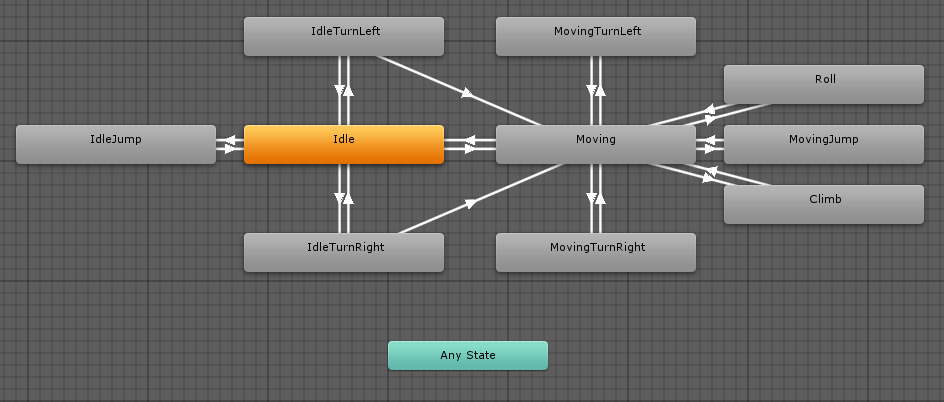 IdleTurnLeft
MovingTurnLeft
Roll
IdleJump
Idle
Moving
MovingJump
Climb
IdleTurnRight
MovingTurnRight
Any State